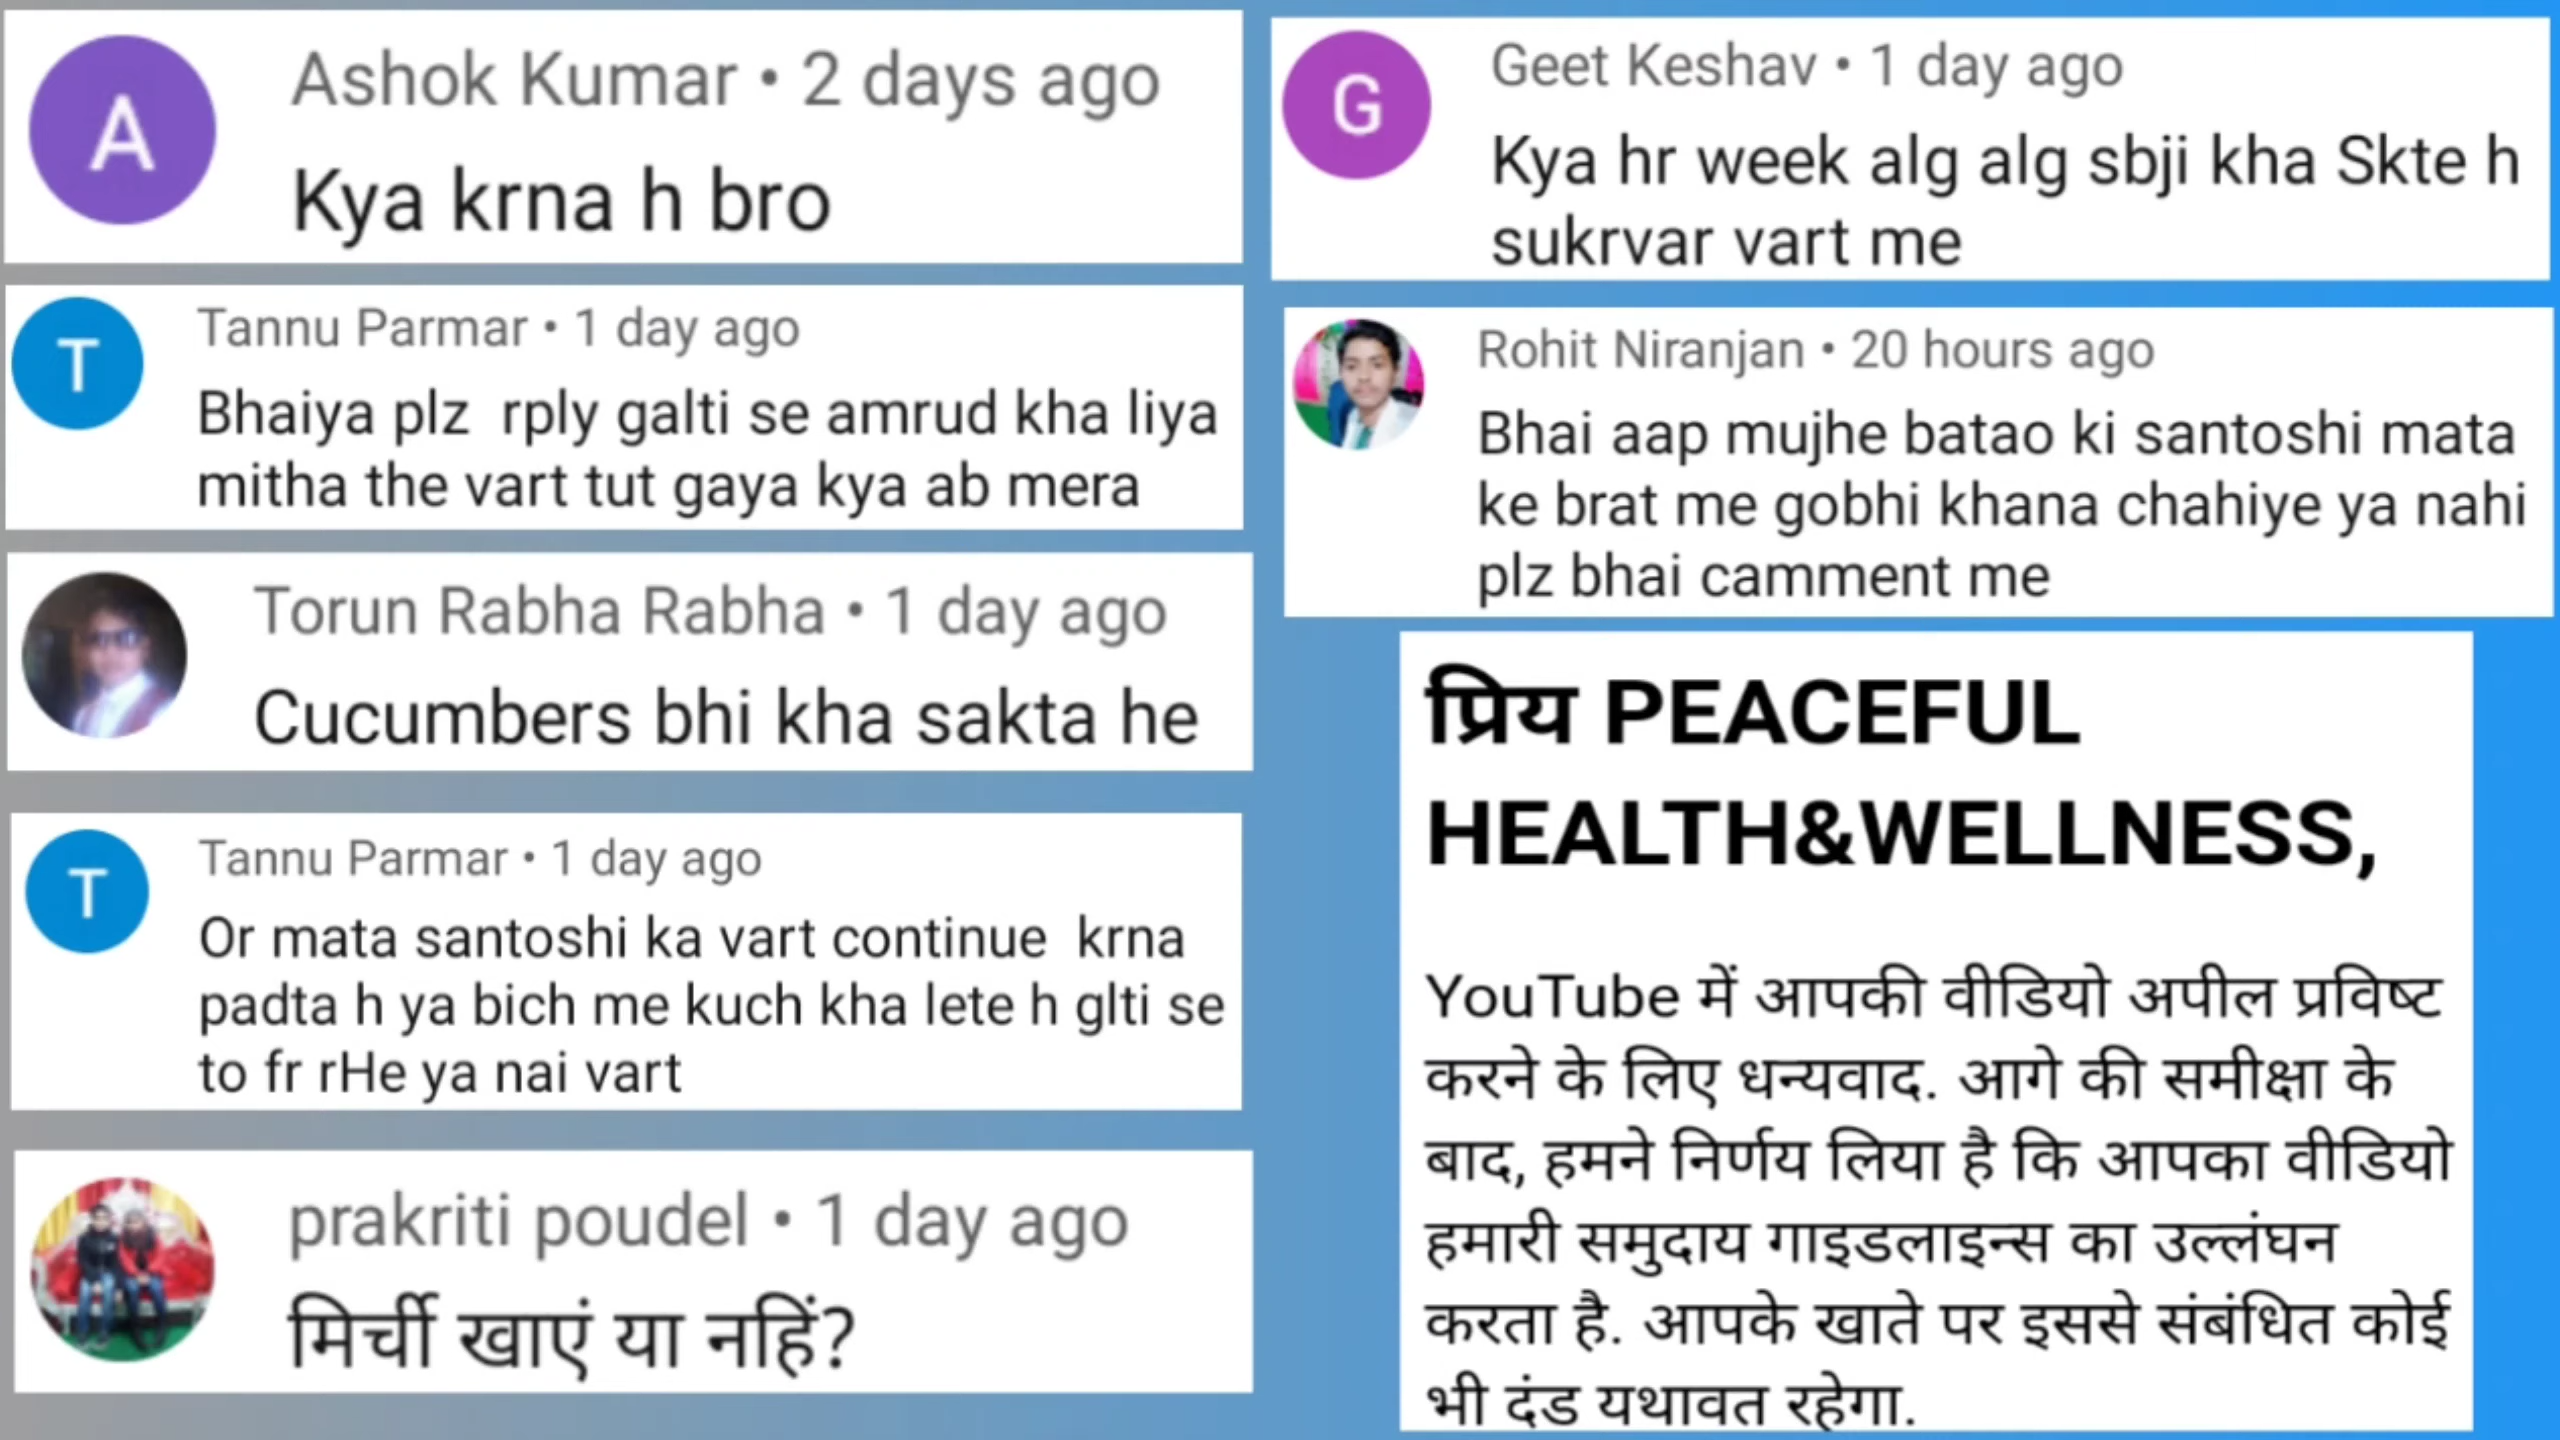 Ashok Kumar • 2 days ago
Kya krna h bro
Tannu Parmar • 1 day ago
Bhaiya plz  rply galti se amrud kha liya
mitha the vart tut gaya kya ab mera
Torun Rabha Rabha • 1 day ago
Cucumbers bhi kha sakta he
Tannu Parmar • 1 day ago
Or mata santoshi ka vart continue  krna
padta h ya bich me kuch kha lete h glti se
to fr rHe ya nai vart
prakriti poudel • 1 day ago
मिर्ची खाएं या नहिं?
Geet Keshav • 1 day ago
Kya hr week alg alg sbji kha Skte h
sukrvar vart me
Rohit Niranjan • 20 hours ago
Bhai aap mujhe batao ki santoshi mata
ke brat me gobhi khana chahiye ya nahi
plz bhai camment me
प्रिय PEACEFUL
HEALTH&WELLNESS,
YouTube में आपकी वीडियो अपील प्रविष्ट
करने के लिए धन्यवाद. आगे की समीक्षा के
बाद, हमने निर्णय लिया है कि आपका वीडियो
हमारी समुदाय गाइडलाइन्स का उल्लंघन
करता है. आपके खाते पर इससे संबंधित कोई
भी दंड यथावत रहेगा.
A
T
T
G